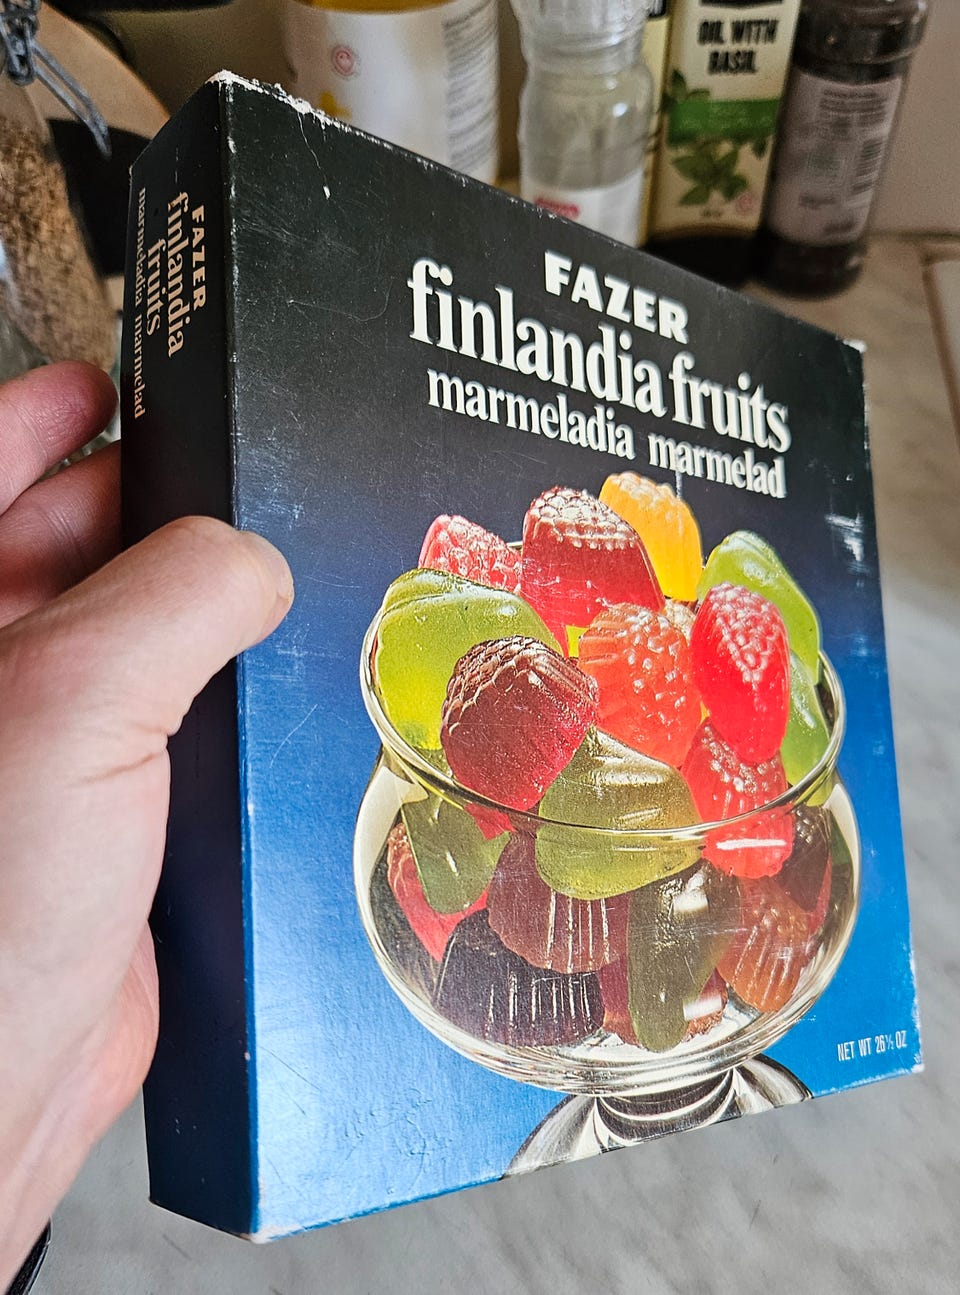 OIL WITH
BASIL
FAZER
finlandia fruits
marmeladia marmelad
NET WT 26½ OZ
FAZER
finlandia
fruits
marmeladia marmelad